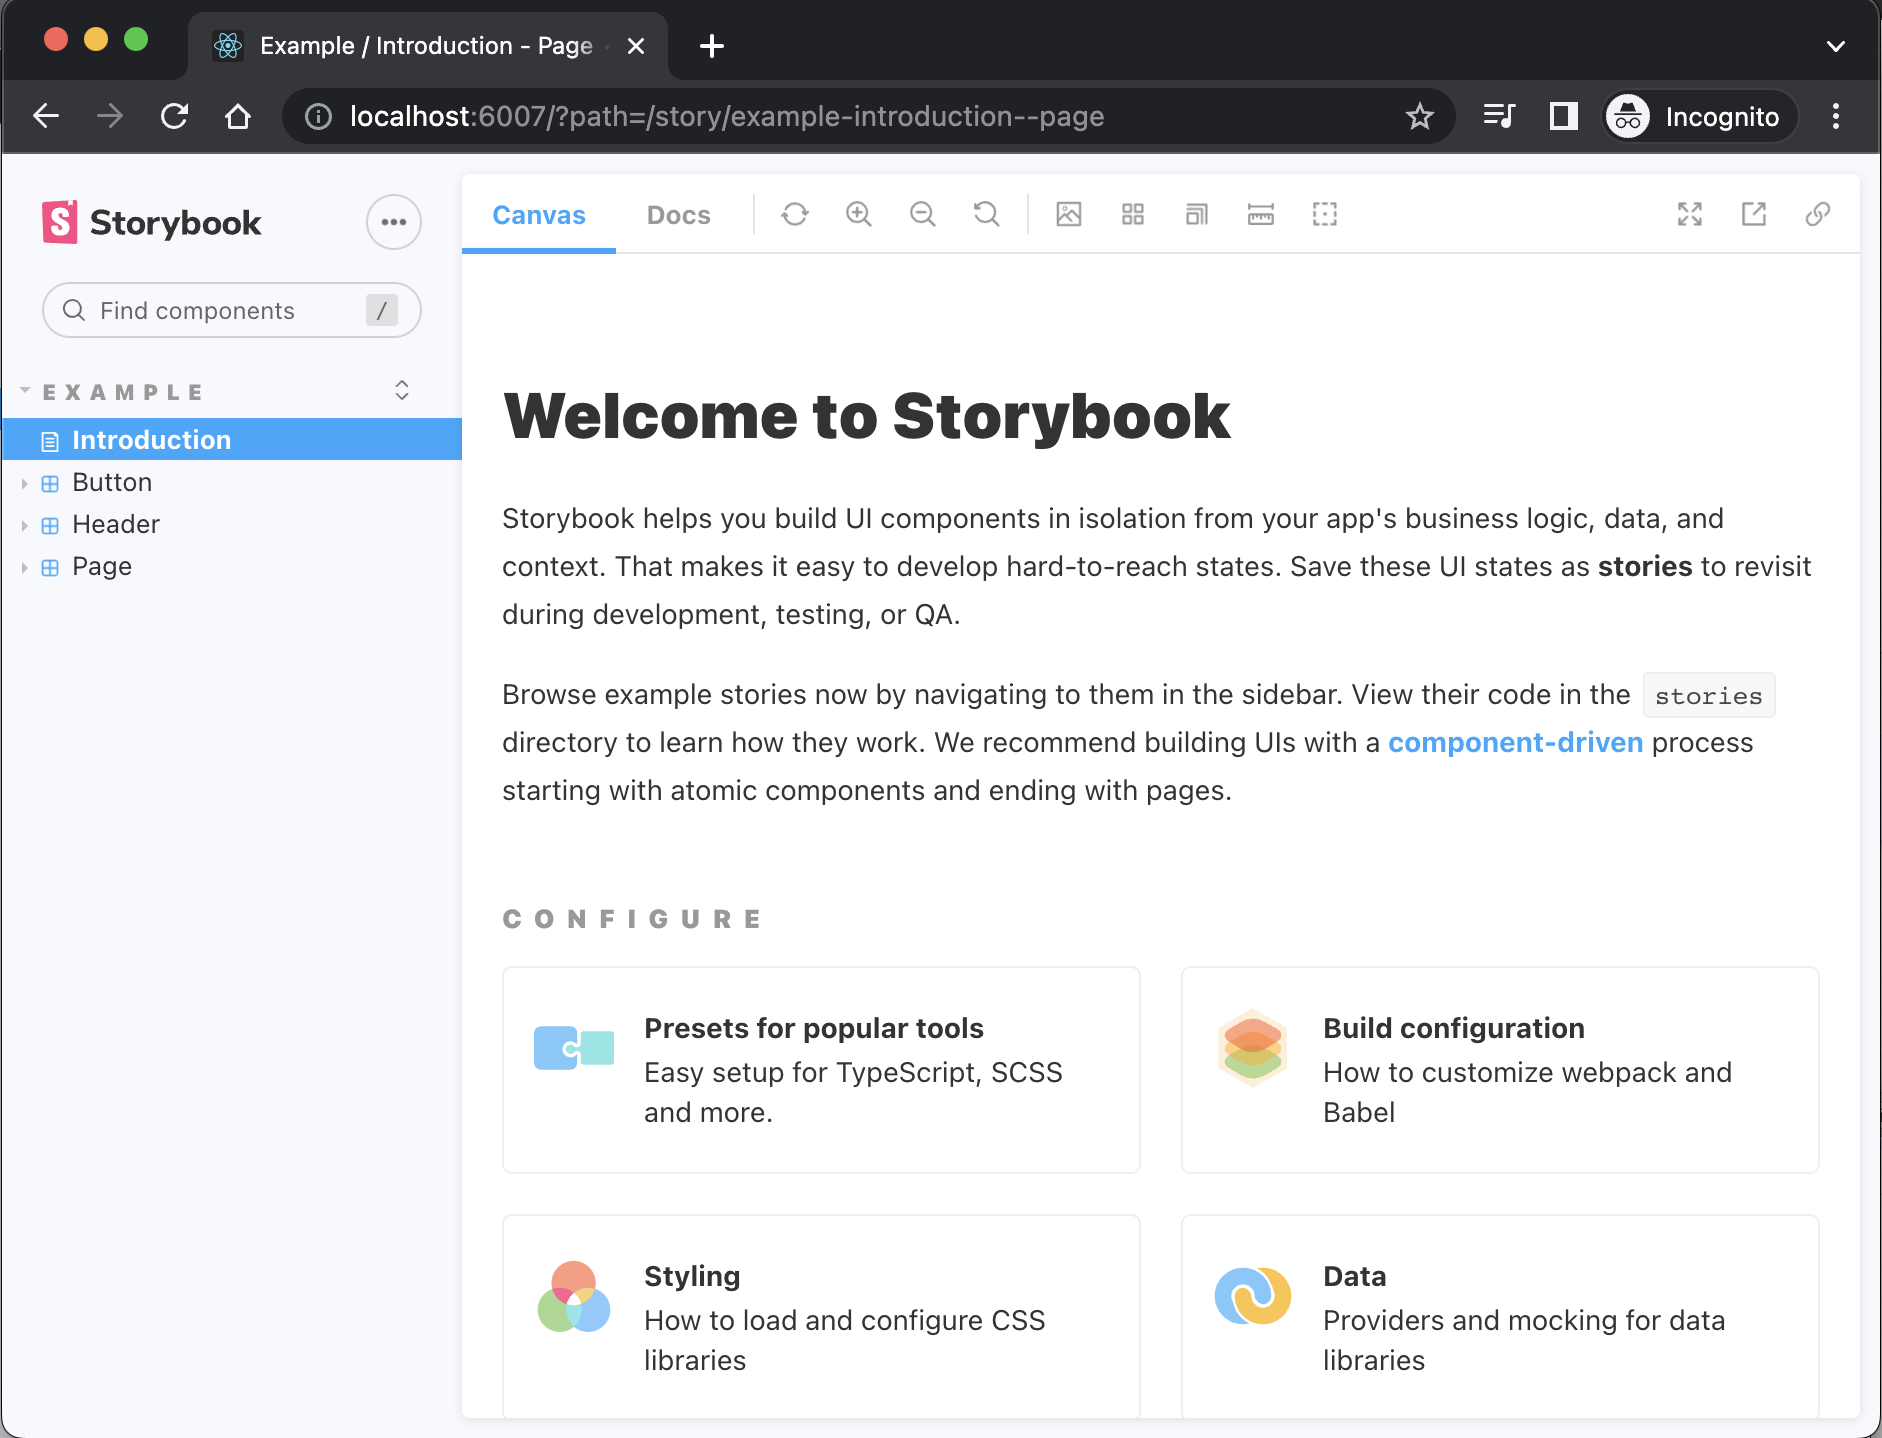 Example / Introduction - Page
localhost:6007/?path=/story/example-introduction--page
Incognito
Storybook
Canvas
Docs
Find components
/
EXAMPLE
Introduction
Button
Header
Page
Welcome to Storybook
Storybook helps you build UI components in isolation from your app's business logic, data, and
context. That makes it easy to develop hard-to-reach states. Save these UI states as stories to revisit
during development, testing, or QA.
Browse example stories now by navigating to them in the sidebar. View their code in the stories
directory to learn how they work. We recommend building UIs with a component-driven process
starting with atomic components and ending with pages.
CONFIGURE
Presets for popular tools
Easy setup for TypeScript, SCSS
and more.
Build configuration
How to customize webpack and
Babel
Styling
How to load and configure CSS
libraries
Data
Providers and mocking for data
libraries